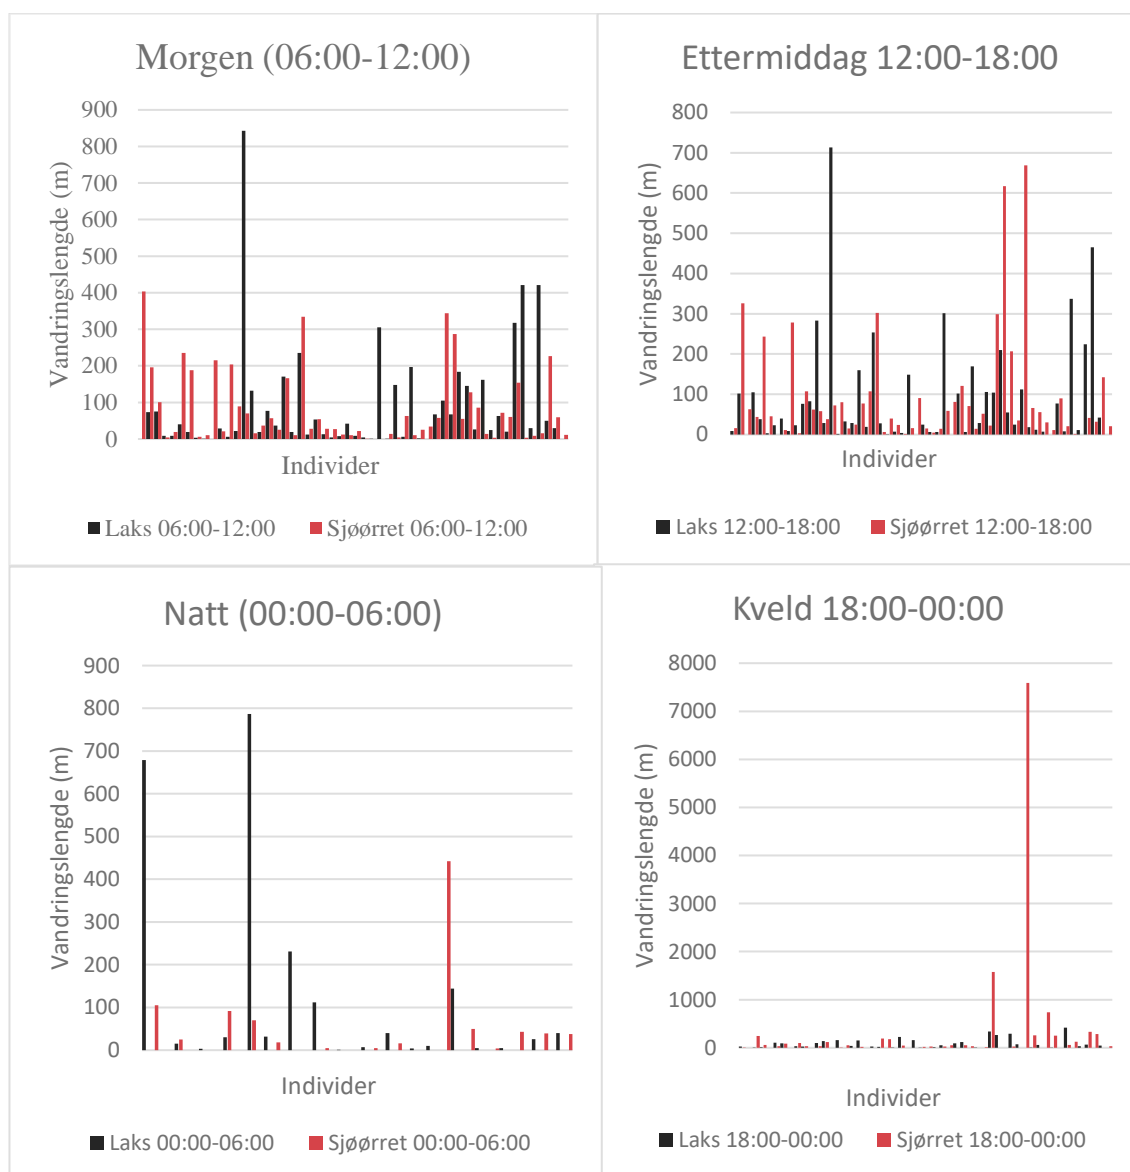 Morgen (06:00-12:00)
900
800
700
600
500
400
300
200
100
0
Vandringslengde (m)
Individer
Laks 06:00-12:00 Sjøørret 06:00-12:00
Ettermiddag 12:00-18:00
800
700
600
500
400
300
200
100
0
Vandringslengde (m)
Individer
Laks 12:00-18:00 Sjøørret 12:00-18:00
Natt (00:00-06:00)
900
800
700
600
500
400
300
200
100
0
Vandringslengde (m)
Individer
Laks 00:00-06:00 Sjøørret 00:00-06:00
Kveld 18:00-00:00
8000
7000
6000
5000
4000
3000
2000
1000
0
Vandringslengde (m)
Individer
Laks 18:00-00:00 Sjøørret 18:00-00:00